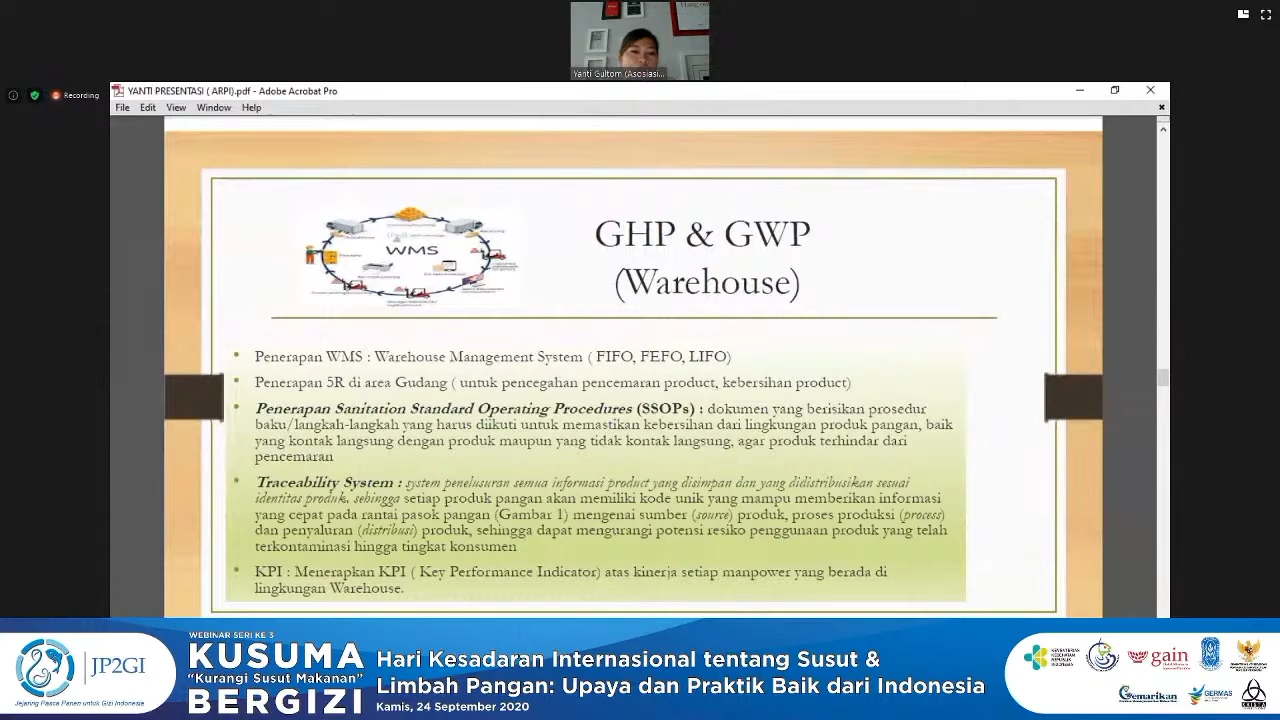 Yanti Gultom (Asosiasi...
Recording
YANTI PRESENTASI ( ARPI).pdf - Adobe Acrobat Pro
File Edit View Window Help
WMS
GHP & GWP
(Warehouse)
• Penerapan WMS : Warehouse Management System ( FIFO, FEFO, LIFO)
• Penerapan 5R di area Gudang ( untuk pencegahan pencemaran product, kebersihan product)
• Penerapan Sanitation Standard Operating Procedures (SSOPs) : dokumen yang berisikan prosedur
baku/langkah-langkah yang harus diikuti untuk memastikan kebersihan dari lingkungan produk pangan, baik
yang kontak langsung dengan produk maupun yang tidak kontak langsung, agar produk terhindar dari
pencemaran
• Traceability System : system penelusuran semua informasi product yang disimpan dan yang didistribusikan sesuai
identitas produk, sehingga setiap produk pangan akan memiliki kode unik yang mampu memberikan informasi
yang cepat pada rantai pasok pangan (Gambar 1) mengenai sumber (source) produk, proses produksi (process)
dan penyaluran (distribusi) produk, sehingga dapat mengurangi potensi resiko penggunaan produk yang telah
terkontaminasi hingga tingkat konsumen
• KPI : Menerapkan KPI ( Key Performance Indicator) atas kinerja setiap manpower yang berada di
lingkungan Warehouse.
JP2GI
Jejaring Pasca Panen untuk Gizi Indonesia
WEBINAR SERI KE 3
KUSUMA
"Kurangi Susut Makanan
BERGIZI
Hari Kesadaran Internasional tentang Susut &
Limbah Pangan: Upaya dan Praktik Baik dari Indonesia
Kamis, 24 September
KEMENTERIAN
KESEHATAN
REPUBLIK
INDONESIA
gain
Gemarikan
GERMAS
KRISTA